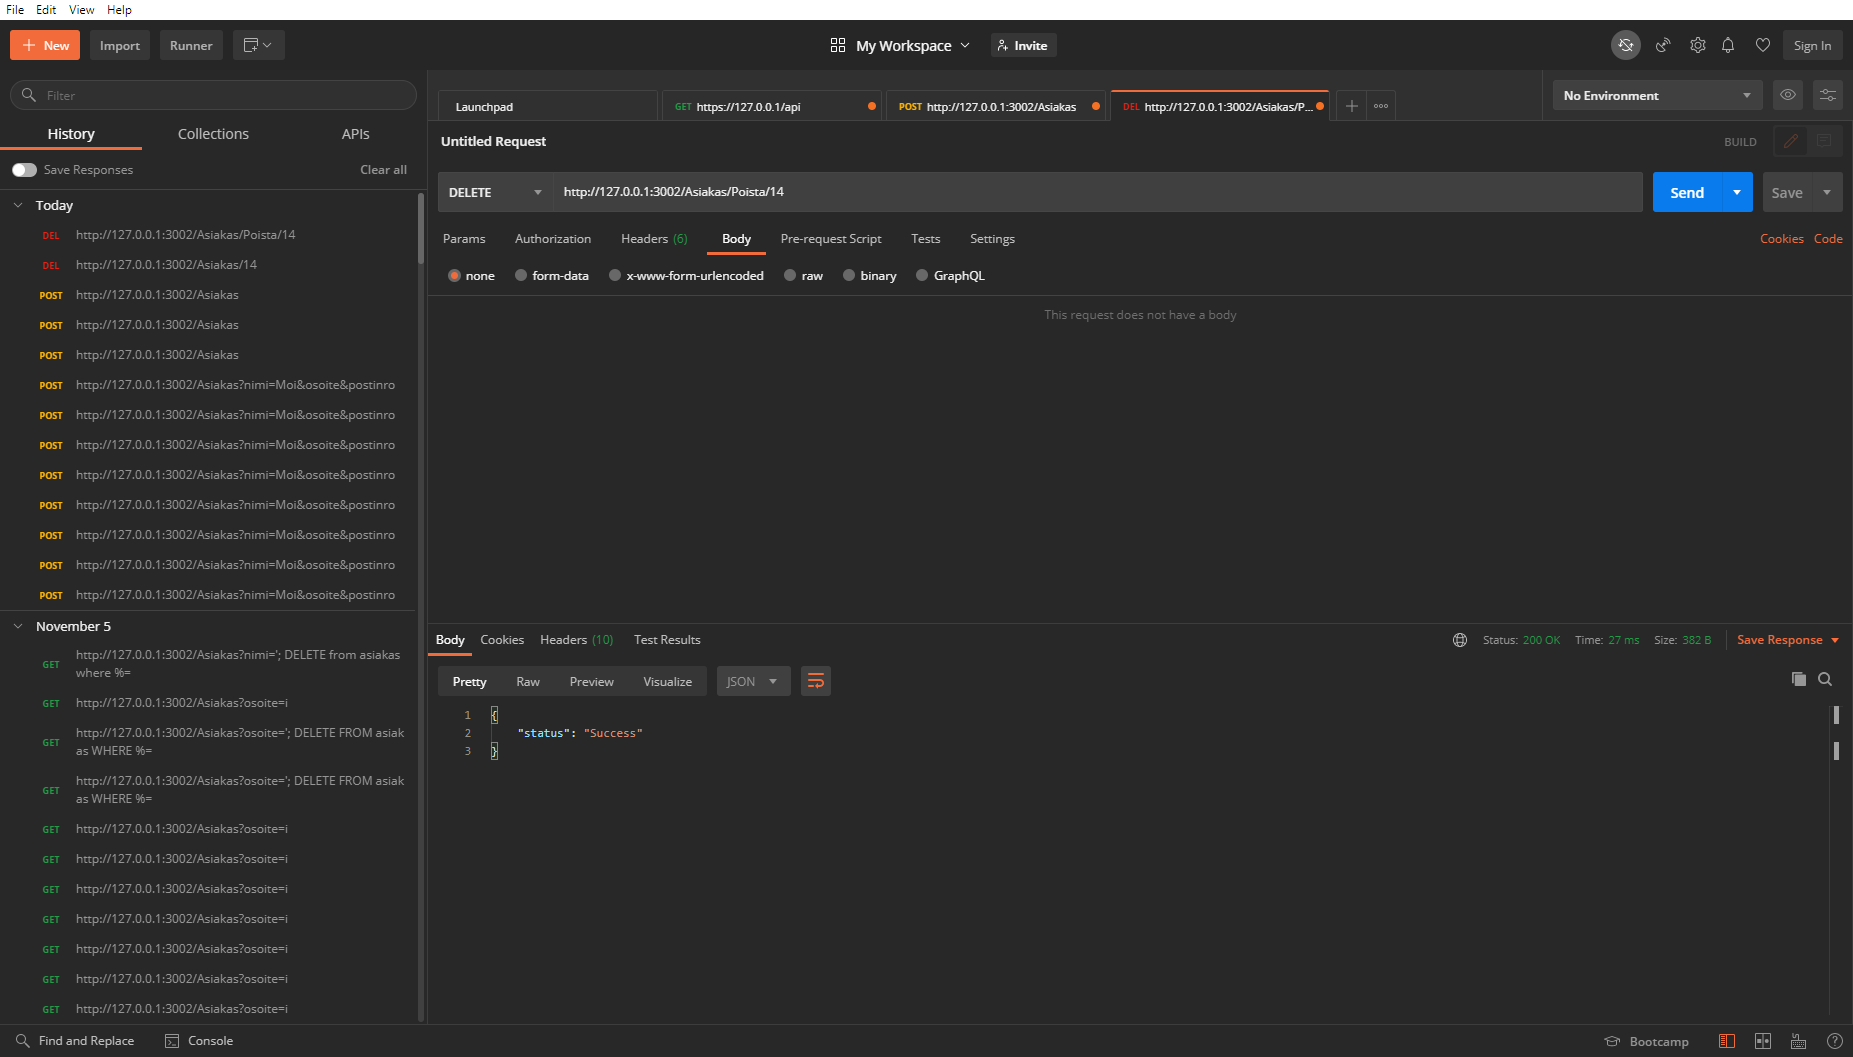 File Edit View Help
New Import Runner My Workspace Invite Sign In
Filter
History Collections APIs
Save Responses Clear all
Today
DEL http://127.0.0.1:3002/Asiakas/Poista/14
DEL http://127.0.0.1:3002/Asiakas/14
POST http://127.0.0.1:3002/Asiakas
POST http://127.0.0.1:3002/Asiakas
POST http://127.0.0.1:3002/Asiakas
POST http://127.0.0.1:3002/Asiakas?nimi=Moi&osoite&postinro
POST http://127.0.0.1:3002/Asiakas?nimi=Moi&osoite&postinro
POST http://127.0.0.1:3002/Asiakas?nimi=Moi&osoite&postinro
POST http://127.0.0.1:3002/Asiakas?nimi=Moi&osoite&postinro
POST http://127.0.0.1:3002/Asiakas?nimi=Moi&osoite&postinro
POST http://127.0.0.1:3002/Asiakas?nimi=Moi&osoite&postinro
POST http://127.0.0.1:3002/Asiakas?nimi=Moi&osoite&postinro
POST http://127.0.0.1:3002/Asiakas?nimi=Moi&osoite&postinro
November 5
GET http://127.0.0.1:3002/Asiakas?nimi='; DELETE from asiakas
where %=
GET http://127.0.0.1:3002/Asiakas?osoite=i
GET http://127.0.0.1:3002/Asiakas?osoite='; DELETE FROM asiak
as WHERE %=
GET http://127.0.0.1:3002/Asiakas?osoite='; DELETE FROM asiak
as WHERE %=
GET http://127.0.0.1:3002/Asiakas?osoite=i
GET http://127.0.0.1:3002/Asiakas?osoite=i
GET http://127.0.0.1:3002/Asiakas?osoite=i
GET http://127.0.0.1:3002/Asiakas?osoite=i
GET http://127.0.0.1:3002/Asiakas?osoite=i
GET http://127.0.0.1:3002/Asiakas?osoite=i
GET http://127.0.0.1:3002/Asiakas?osoite=i
Launchpad GET https://127.0.0.1/api POST http://127.0.0.1:3002/Asiakas DEL http://127.0.0.1:3002/Asiakas/P... No Environment
Untitled Request BUILD
DELETE http://127.0.0.1:3002/Asiakas/Poista/14 Send Save
Params Authorization Headers (6) Body Pre-request Script Tests Settings Cookies Code
none form-data x-www-form-urlencoded raw binary GraphQL
This request does not have a body
Body Cookies Headers (10) Test Results Status: 200 OK Time: 27 ms Size: 382 B Save Response
Pretty Raw Preview Visualize JSON
1 {
2 "status": "Success"
3 }
Find and Replace Console Bootcamp